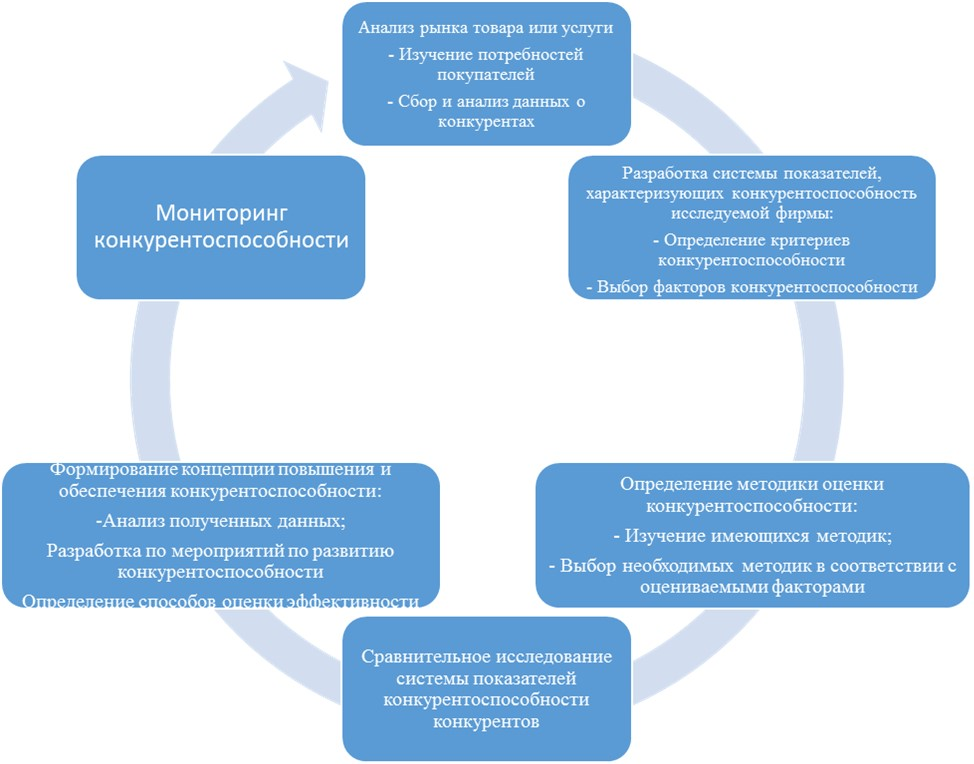 Анализ рынка товара или услуги
- Изучение потребностей
покупателей
- Сбор и анализ данных о
конкурентах
Разработка системы показателей,
характеризующих конкурентоспособность
исследуемой фирмы:
- Определение критериев
конкурентоспособности
- Выбор факторов конкурентоспособности
Определение методики оценки
конкурентоспособности:
- Изучение имеющихся методик;
- Выбор необходимых методик в соответствии с
оцениваемыми факторами
Сравнительное исследование
системы показателей
конкурентоспособности
конкурентов
Формирование концепции повышения и
обеспечения конкурентоспособности:
-Анализ полученных данных;
Разработка по мероприятий по развитию
конкурентоспособности
Определение способов оценки эффективности
Мониторинг
конкурентоспособности